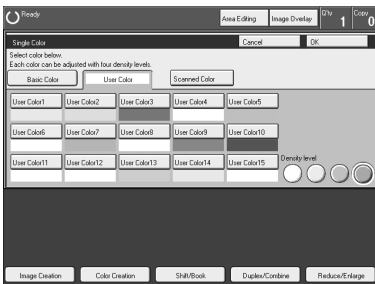 Ready
Area Editing Image Overlay Q'ty 1 Copy 0
Single Color Cancel OK
Select color below.
Each color can be adjusted with four density levels.
Basic Color User Color Scanned Color
User Color1 User Color2 User Color3 User Color4 User Color5
User Color6 User Color7 User Color8 User Color9 User Color10
User Color11 User Color12 User Color13 User Color14 User Color15
Density level
Image Creation Color Creation Shift/Book Duplex/Combine Reduce/Enlarge